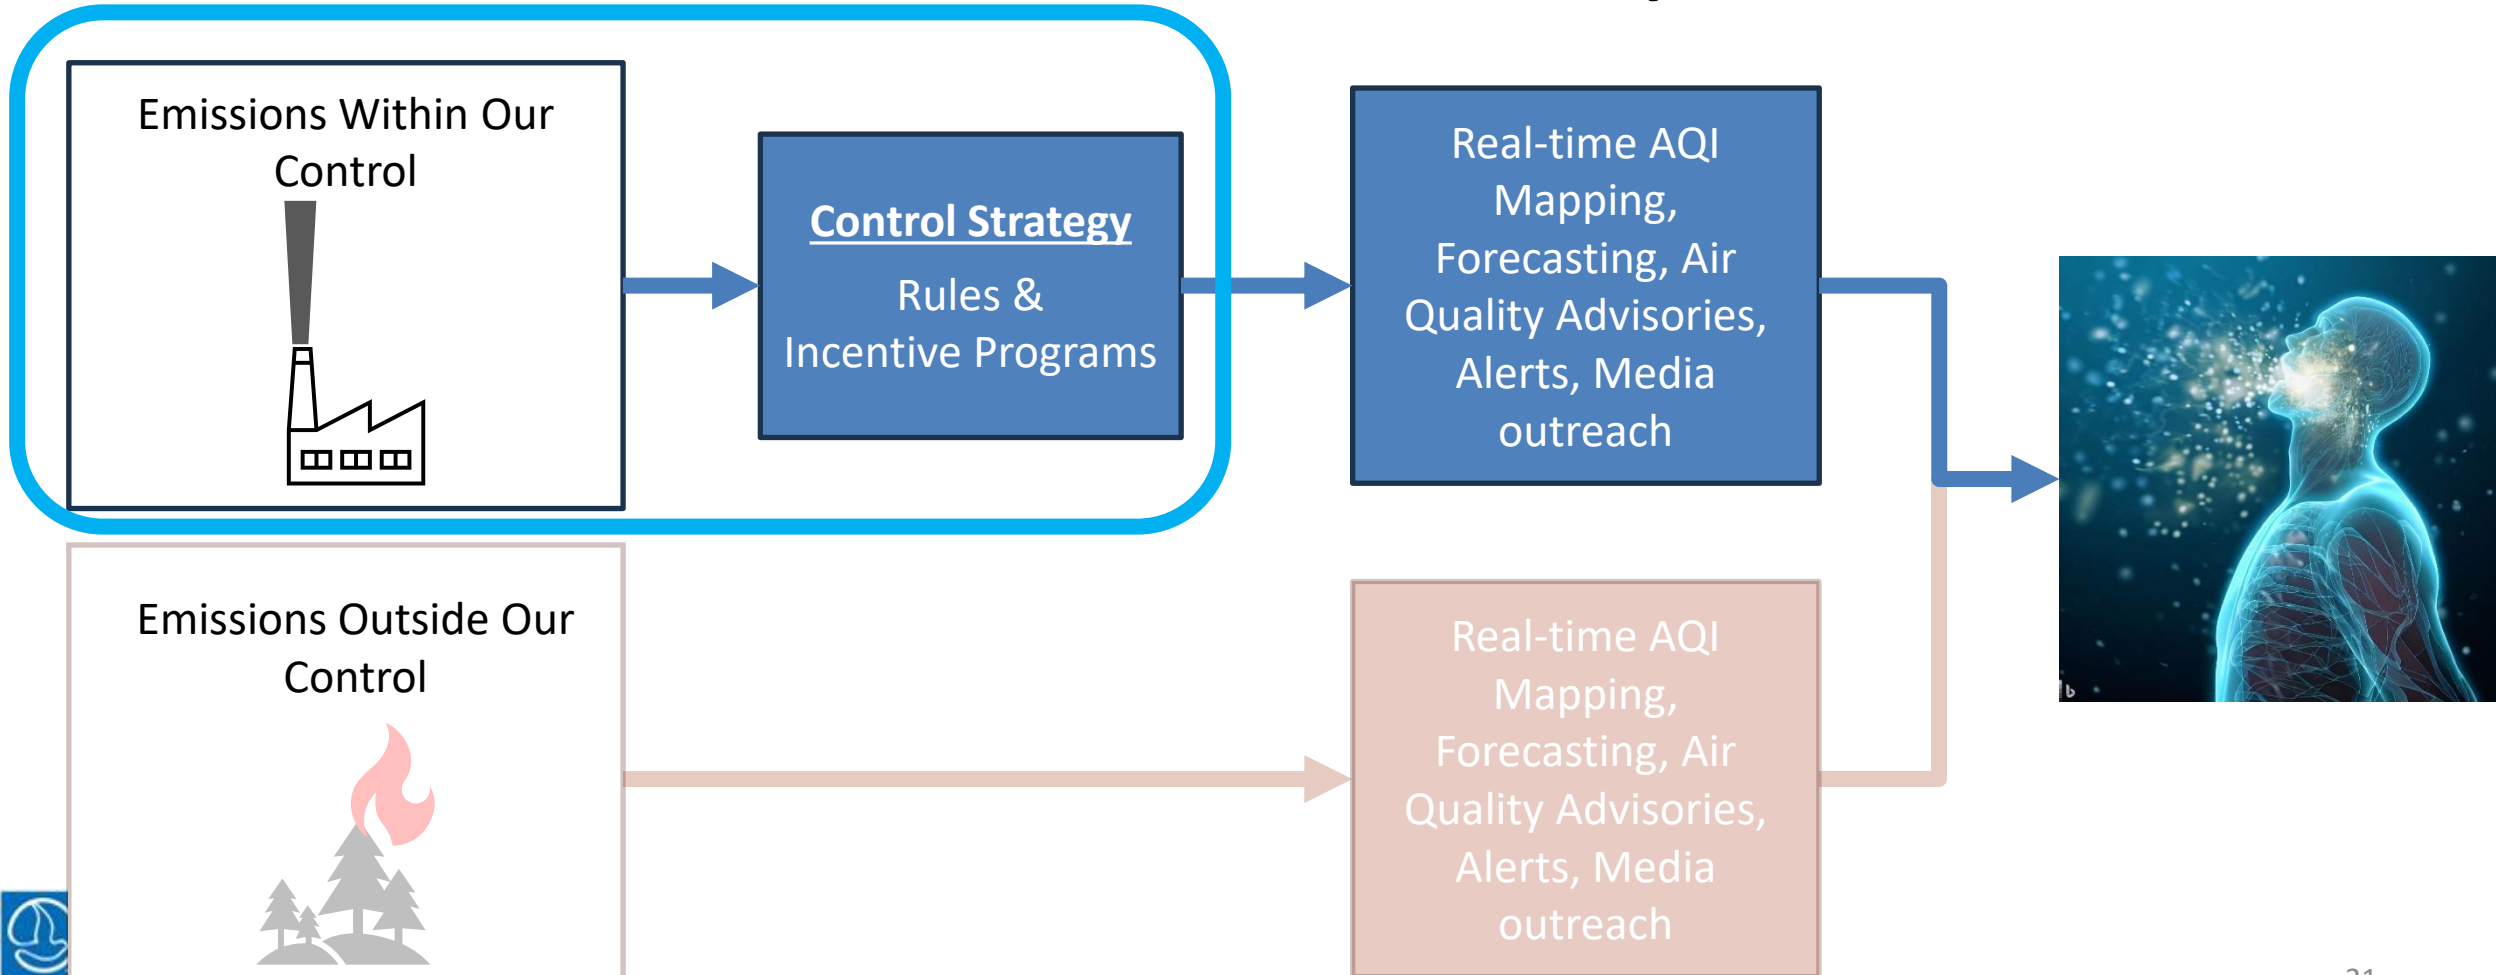 Emissions Within Our
Control
Control Strategy
Rules &
Incentive Programs
Real-time AQI
Mapping,
Forecasting, Air
Quality Advisories,
Alerts, Media
outreach
Emissions Outside Our
Control
Real-time AQI
Mapping,
Forecasting, Air
Quality Advisories,
Alerts, Media
outreach